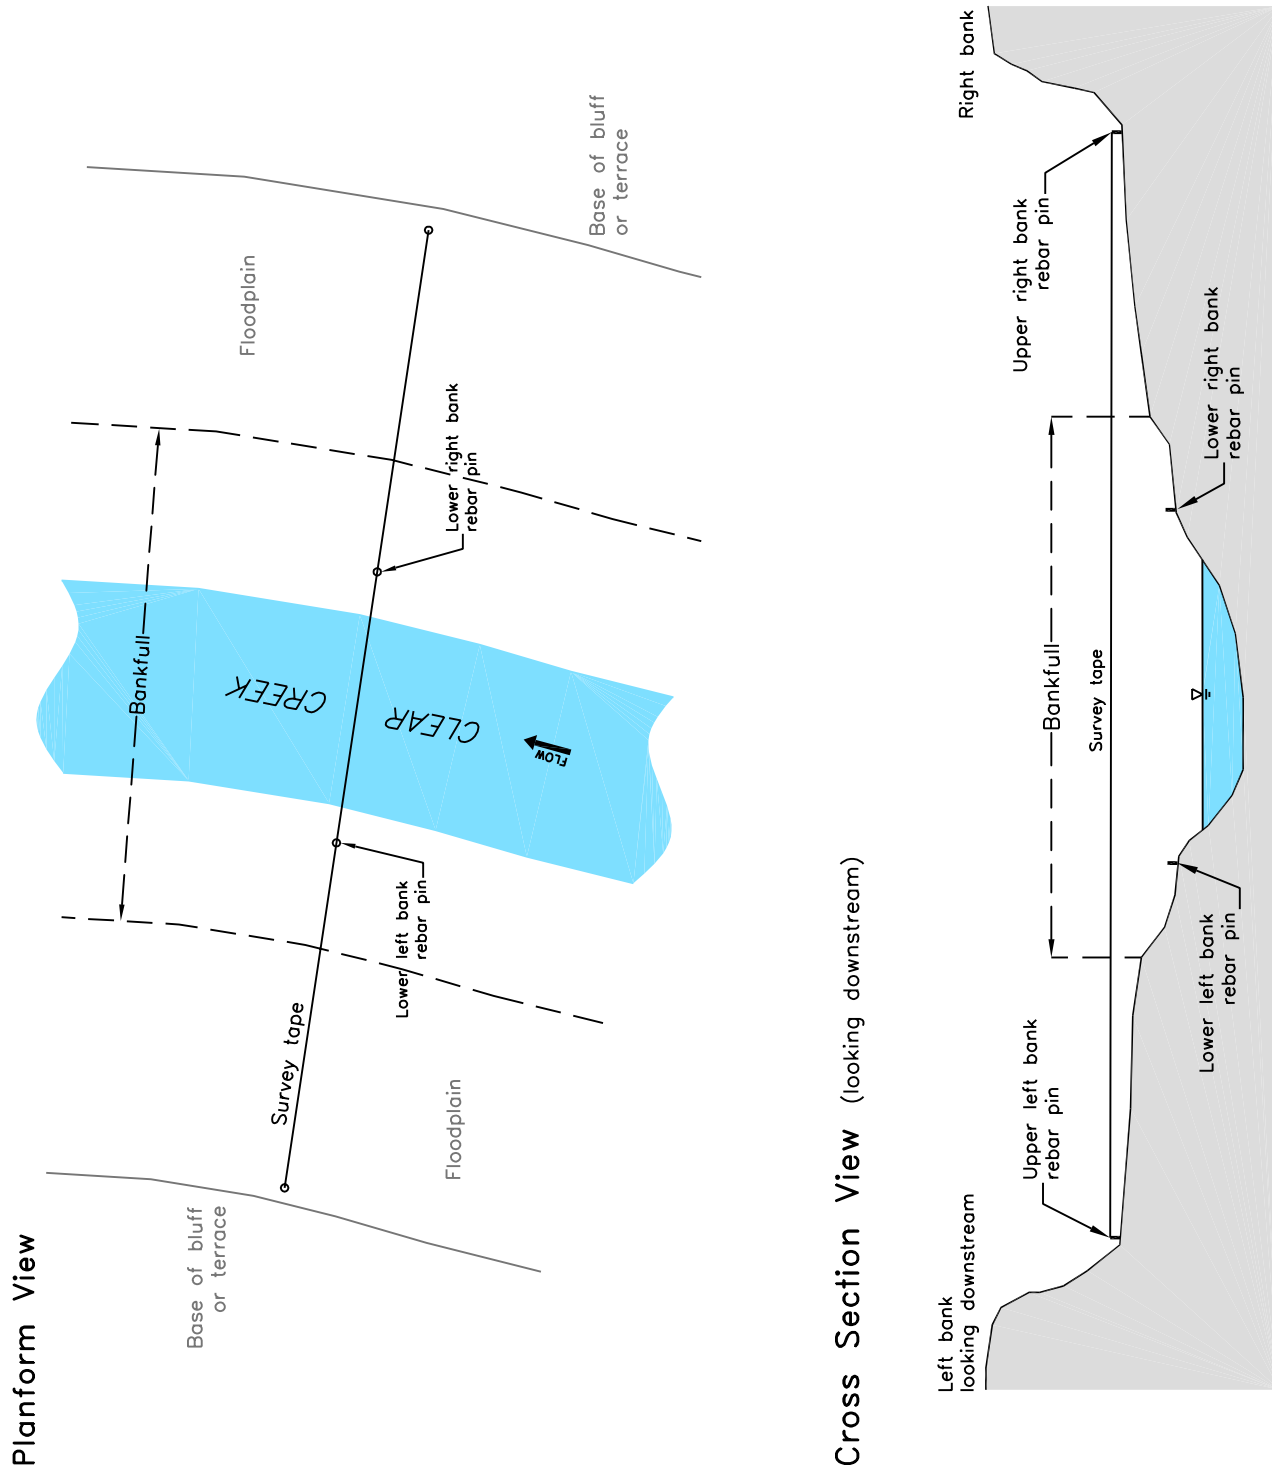 Planform View
Base of bluff
or terrace
Floodplain
Survey tape
Lower left bank
rebar pin
Bankfull
CLEAR
CREEK
FLOW
Lower right bank
rebar pin
Floodplain
Base of bluff
or terrace
Cross Section View (looking downstream)
Left bank
looking downstream
Upper left bank
rebar pin
Lower left bank
rebar pin
Bankfull
Survey tape
Upper right bank
rebar pin
Lower right bank
rebar pin
Right bank